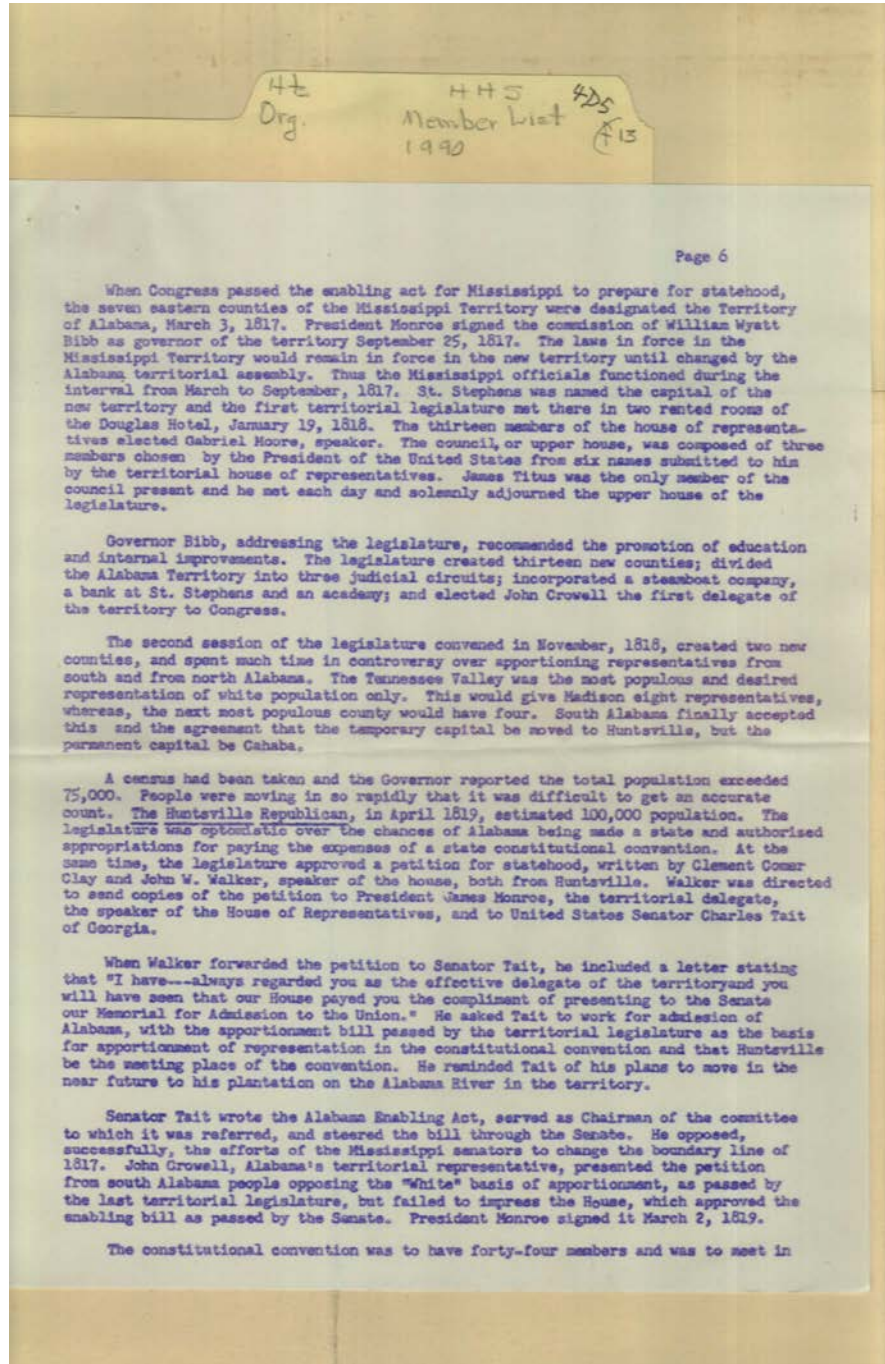 Ht
Org.
HHS
Member List
1990
4D5
f13
Page 6
When Congress passed the enabling act for Mississippi to prepare for statehood,
the seven eastern counties of the Mississippi Territory were designated the Territory
of Alabama, March 3, 1817. President Monroe signed the commission of William Wyatt
Bibb as governor of the territory September 25, 1817. The laws in force in the
Mississippi Territory would remain in force in the new territory until changed by the
Alabama territorial assembly. Thus the Mississippi officials functioned during the
interval from March to September, 1817. St. Stephens was named the capital of the
new territory and the first territorial legislature met there in two rented rooms of
the Douglas Hotel, January 19, 1818. The thirteen members of the house of representa-
tives elected Gabriel Moore, speaker. The council, or upper house, was composed of three
members chosen by the President of the United States from six names submitted to him
by the territorial house of representatives. James Titus was the only member of the
council present and he met each day and solemnly adjourned the upper house of the
legislature.
Governor Bibb, addressing the legislature, recommended the promotion of education
and internal improvements. The legislature created thirteen new counties; divided
the Alabama Territory into three judicial circuits; incorporated a steamboat company,
a bank at St. Stephens and an academy; and elected John Crowell the first delegate of
the territory to Congress.
The second session of the legislature convened in November, 1818, created two new
counties, and spent much time in controversy over apportioning representatives from
south and from north Alabama. The Tennessee Valley was the most populous and desired
representation of white population only. This would give Madison eight representatives,
whereas, the next most populous county would have four. South Alabama finally accepted
this and the agreement that the temporary capital be moved to Huntsville, but the
permanent capital be Cahaba.
A census had been taken and the Governor reported the total population exceeded
75,000. People were moving in so rapidly that it was difficult to get an accurate
count. The Huntsville Republican, in April 1819, estimated 100,000 population. The
legislature was optomistic over the chances of Alabama being made a state and authorised
appropriations for paying the expenses of a state constitutional convention. At the
same time, the legislature approved a petition for statehood, written by Clement Comer
Clay and John W. Walker, speaker of the house, both from Huntsville. Walker was directed
to send copies of the petition to President James Monroe, the territorial delegate,
the speaker of the House of Representatives, and to United States Senator Charles Tait
of Georgia.
When Walker forwarded the petition to Senator Tait, he included a letter stating
that "I have---always regarded you as the effective delegate of the territoryand you
will have seen that our House payed you the compliment of presenting to the Senate
our Memorial for Admission to the Union." He asked Tait to work for admission of
Alabama, with the apportionment bill passed by the territorial legislature as the basis
for apportionment of representation in the constitutional convention and that Huntsville
be the meeting place of the convention. He reminded Tait of his plans to move in the
near future to his plantation on the Alabama River in the territory.
Senator Tait wrote the Alabama Enabling Act, served as Chairman of the committee
to which it was referred, and steered the bill through the Senate. He opposed,
successfully, the efforts of the Mississippi senators to change the boundary line of
1817. John Crowell, Alabama's territorial representative, presented the petition
from south Alabama people opposing the "White" basis of apportionment, as passed by
the last territorial legislature, but failed to impress the House, which approved the
enabling bill as passed by the Senate. President Monroe signed it March 2, 1819.
The constitutional convention was to have forty-four members and was to meet in